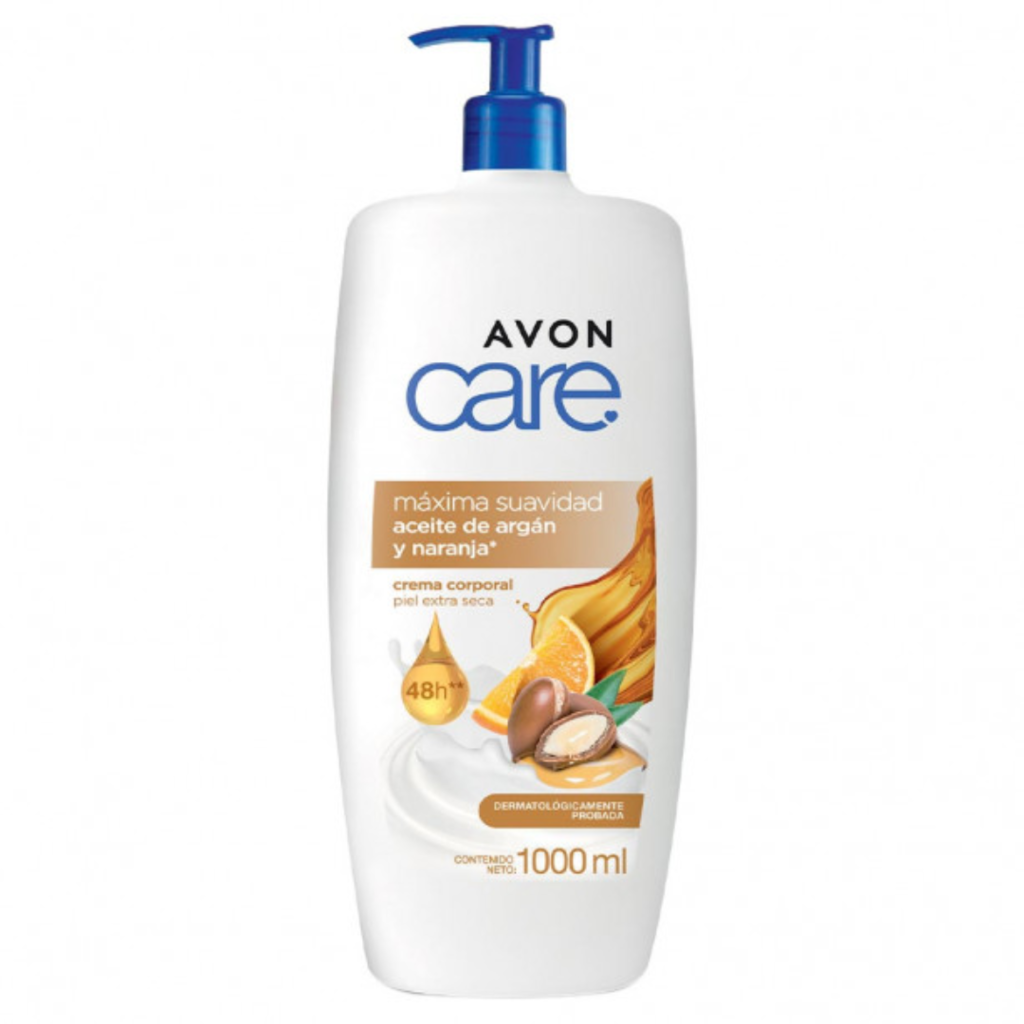 AVON
care
máxima suavidad
aceite de argán
y naranja*
crema corporal
piel extra seca
48h**
DERMATOLÓGICAMENTE
PROBADA
CONTENIDO
NETO: 1000 ml